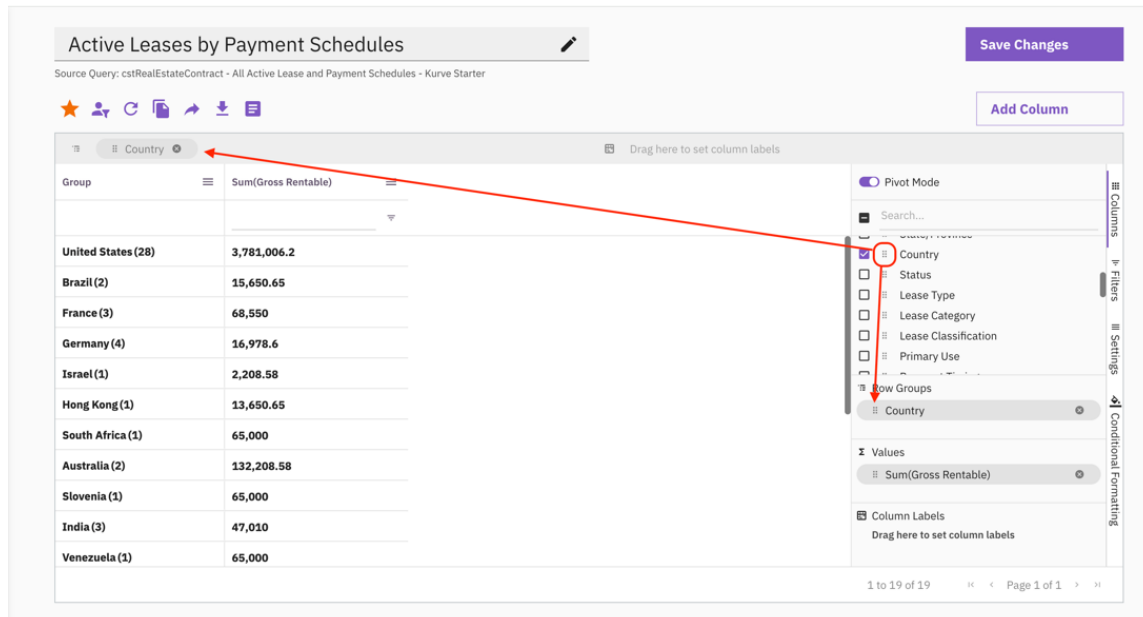 Active Leases by Payment Schedules
Save Changes
Source Query: cstRealEstateContract - All Active Lease and Payment Schedules - Kurve Starter
Add Column
Country
Drag here to set column labels
Group
Sum(Gross Rentable)
Pivot Mode
Search...
United States (28) 3,781,006.2
Brazil (2) 15,650.65
France (3) 68,550
Germany (4) 16,978.6
Israel (1) 2,208.58
Hong Kong (1) 13,650.65
South Africa (1) 65,000
Australia (2) 132,208.58
Slovenia (1) 65,000
India (3) 47,010
Venezuela (1) 65,000
State/Province
Country
Status
Lease Type
Lease Category
Lease Classification
Primary Use
Row Groups
Country
Values
Sum(Gross Rentable)
Column Labels
Drag here to set column labels
Columns
Filters
Settings
Conditional Formatting
1 to 19 of 19
Page 1 of 1